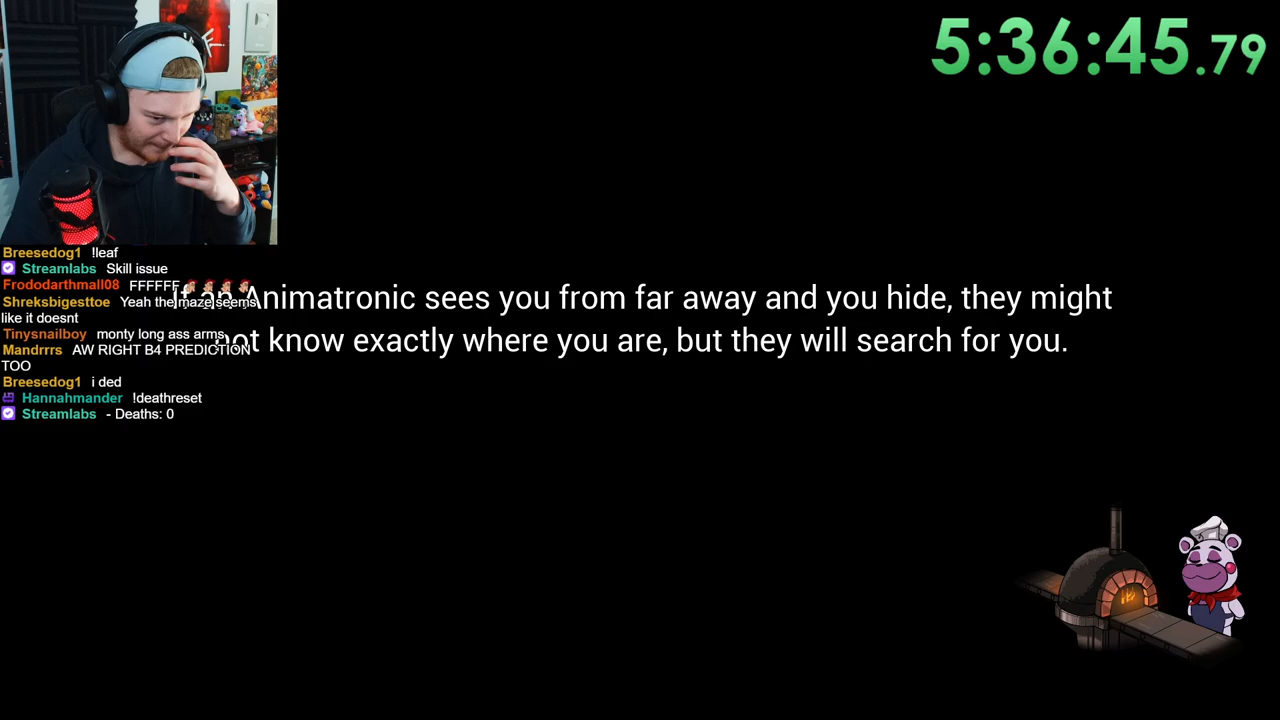 5:36:45.79
Breesedog1 !leaf
Streamlabs Skill issue
Frododarthmall08 FFFFFF
Shreksbigesttoe Yeah the maze seems
like it doesnt
Tinysnailboy monty long ass arms
Mandrrrs AW RIGHT B4 PREDICTION
TOO
Breesedog1 i ded
Hannahmander !deathreset
Streamlabs - Deaths: 0
If an Animatronic sees you from far away and you hide, they might
not know exactly where you are, but they will search for you.